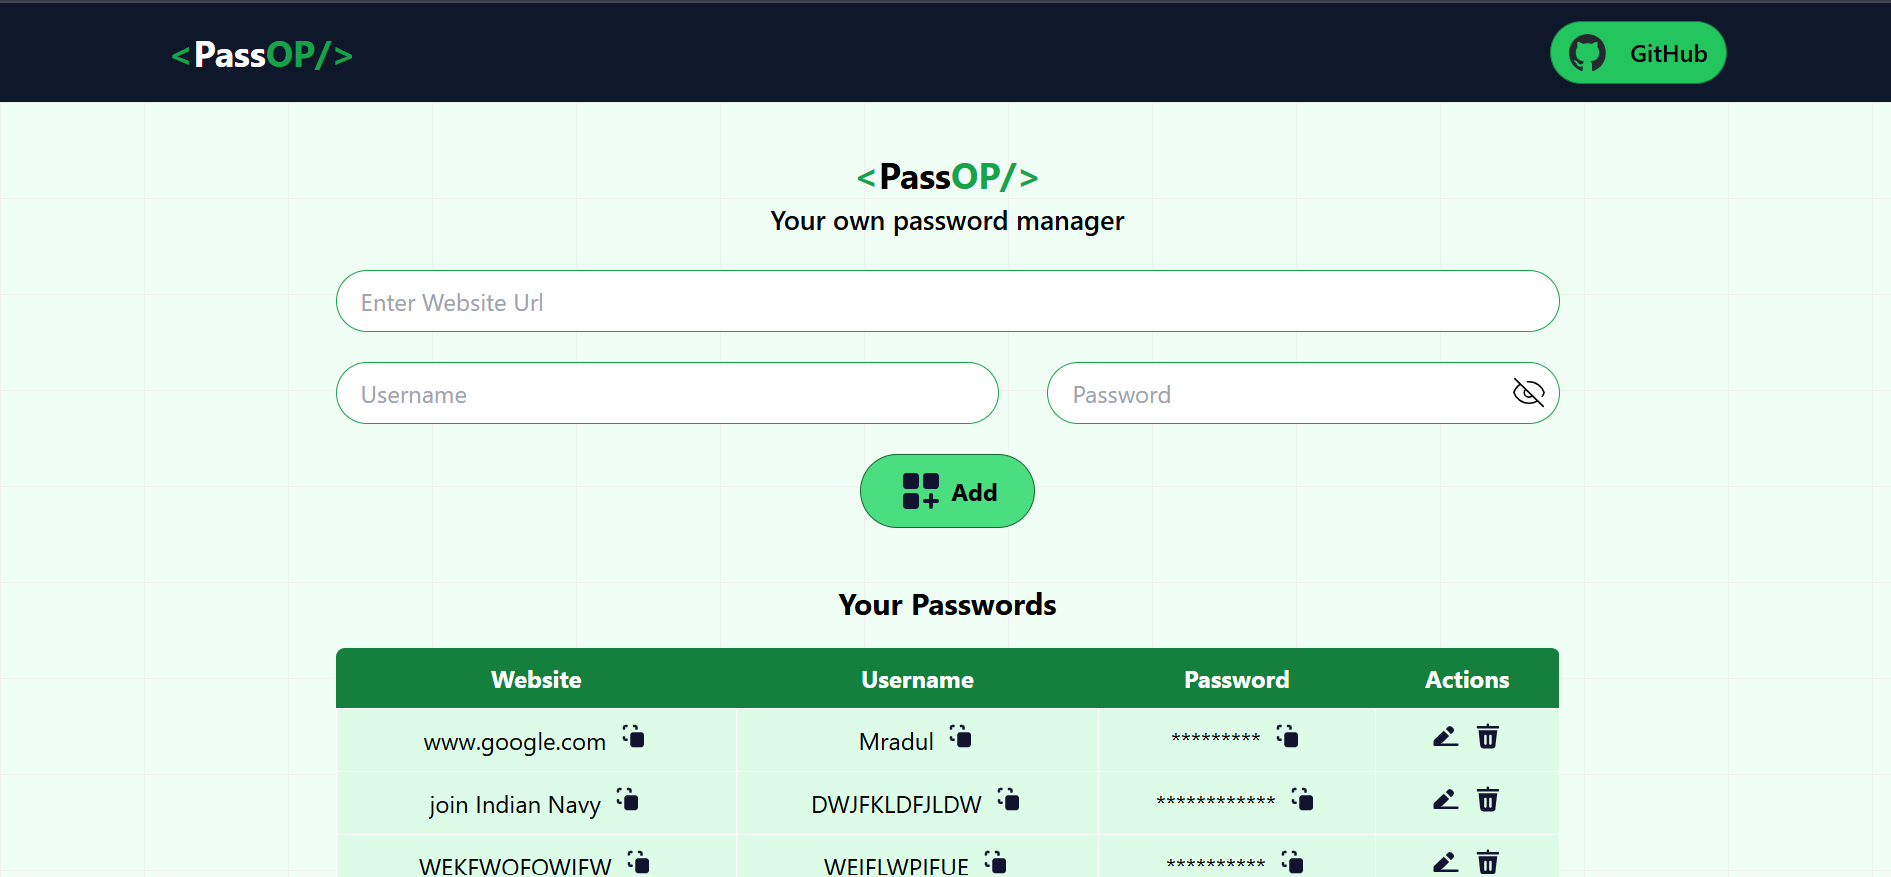 <PassOP/>
GitHub
<PassOP/>
Your own password manager
Enter Website Url
Username
Password
Add
Your Passwords
Website Username Password Actions
www.google.com Mradul *********
join Indian Navy DWJFKLDFJLDW ************
WEKFWOFOWIFW WEIFLWPIFUE **********